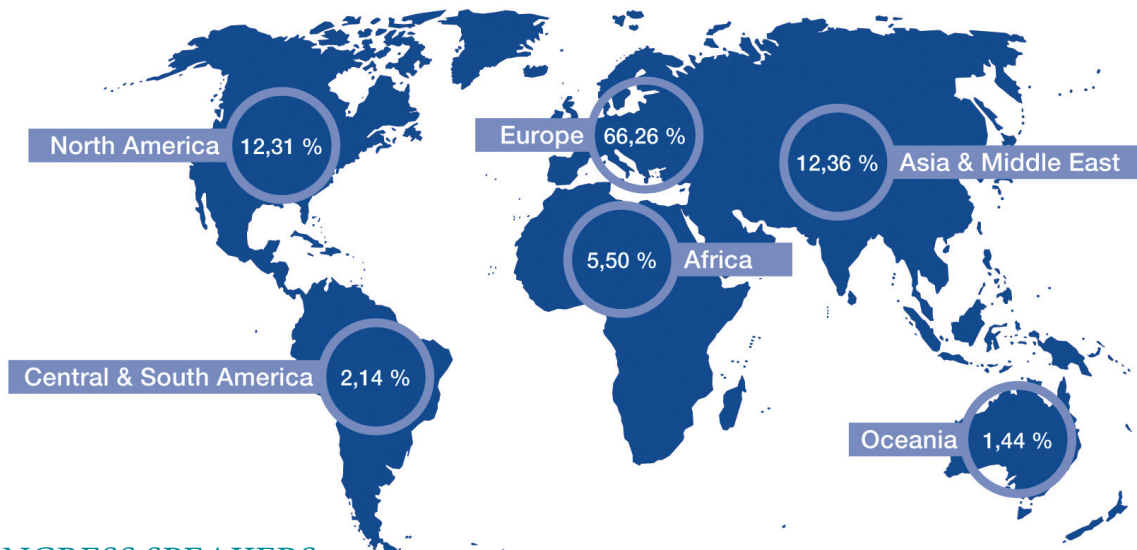 North America 12,31 %
Europe 66,26 %
12,36 % Asia & Middle East
5,50 % Africa
Central & South America 2,14 %
Oceania 1,44 %
SPEAKERS